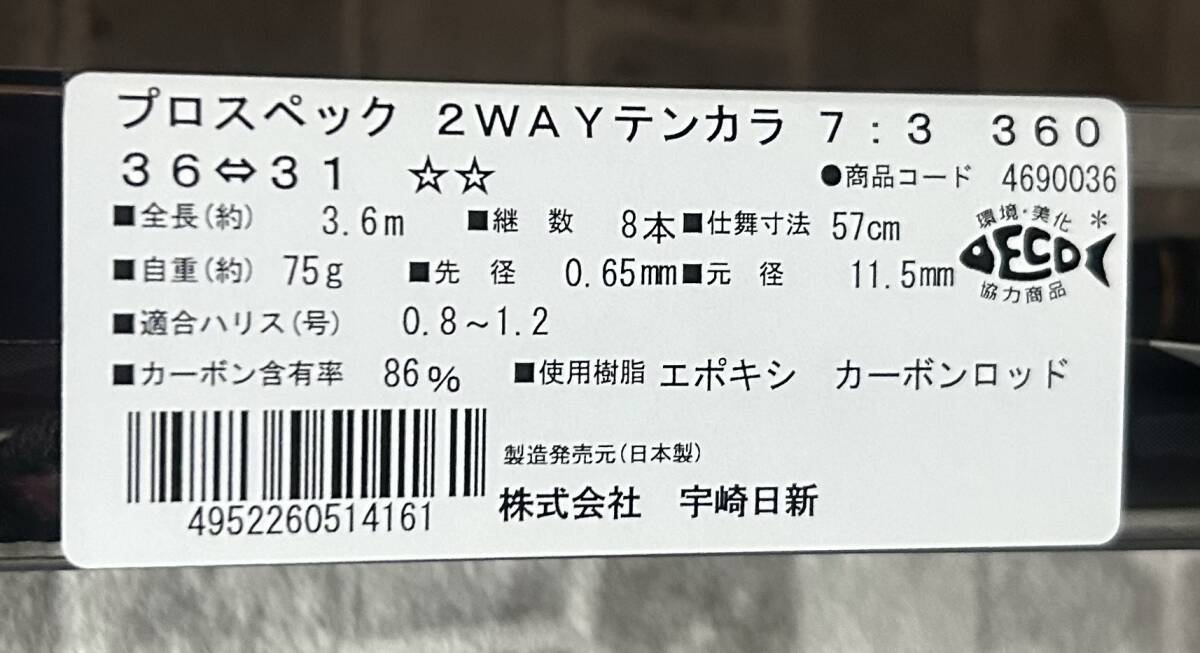 プロスペック 2WAYテンカラ 7:3 360
36⇔31 ☆☆ ●商品コード 4690036
■全長(約) 3.6m ■継 数 8本 ■仕舞寸法 57cm
環境・美化 *
ECO
協力商品
■自重(約) 75g ■先 径 0.65mm ■元 径 11.5mm
■適合ハリス(号) 0.8~1.2
■カーボン含有率 86% ■使用樹脂 エポキシ カーボンロッド
製造発売元(日本製)
株式会社 宇崎日新
4952260514161